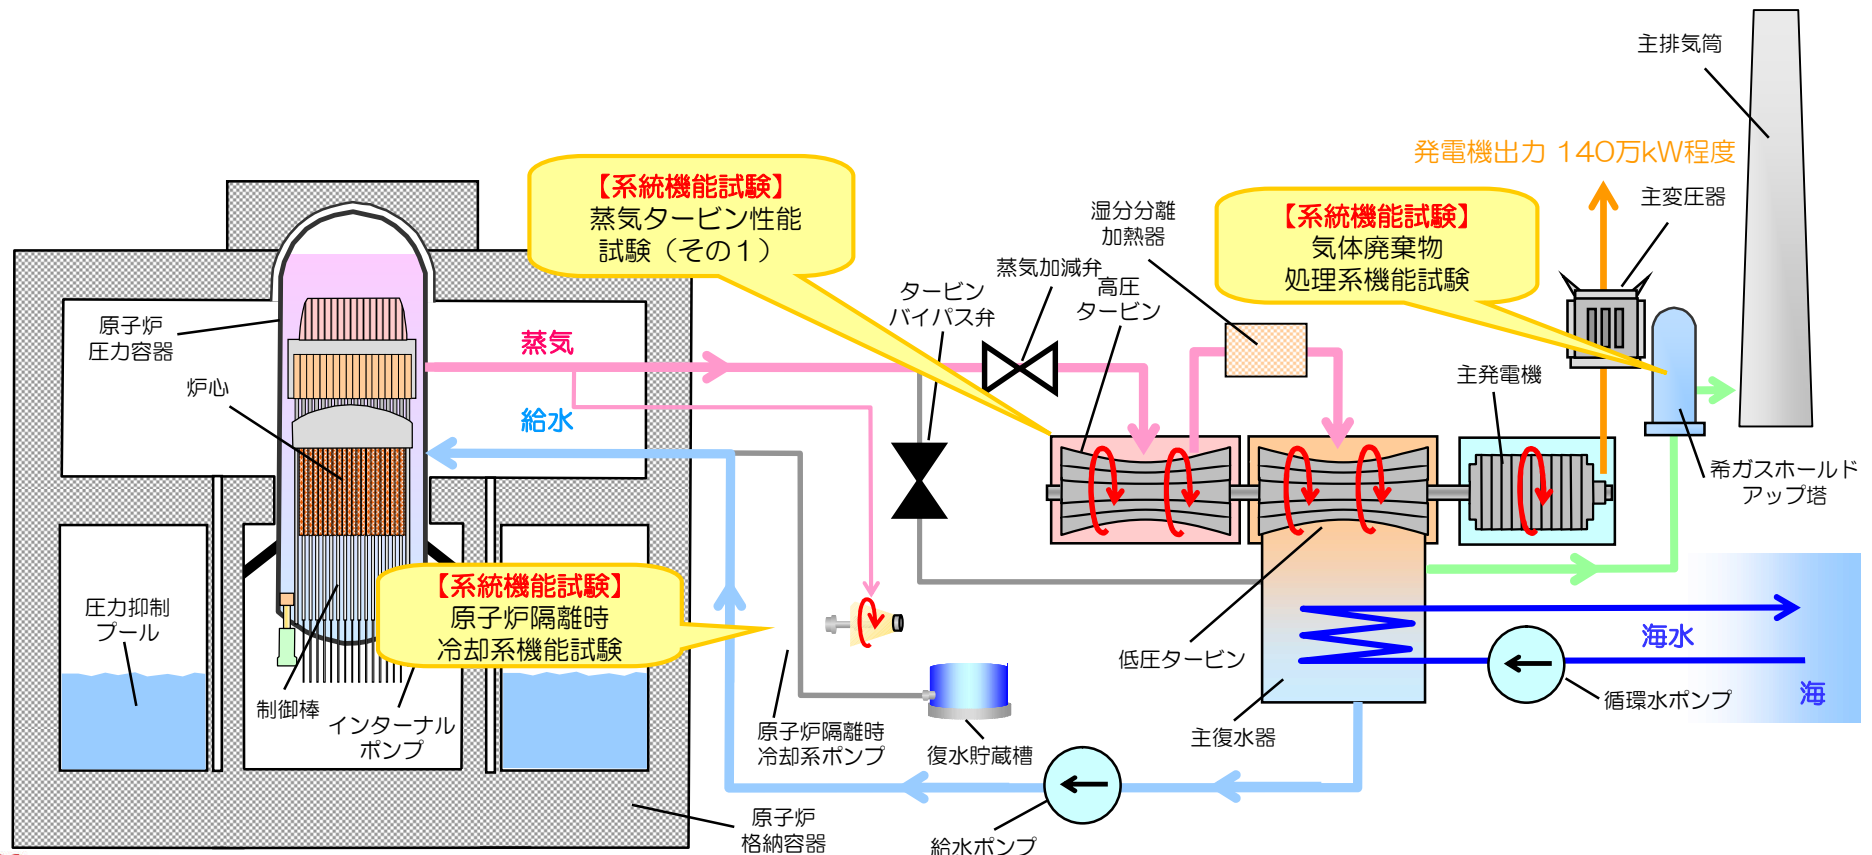 主排気筒
発電機出力 140万kW程度
【系統機能試験】
蒸気タービン性能
試験（その１）
湿分分離
加熱器
【系統機能試験】
気体廃棄物
処理系機能試験
主変圧器
蒸気加減弁
タービン
バイパス弁
高圧
タービン
原子炉
圧力容器
蒸気
炉心
主発電機
給水
希ガスホールド
アップ塔
【系統機能試験】
原子炉隔離時
冷却系機能試験
圧力抑制
プール
海水
低圧タービン
海
循環水ポンプ
制御棒
インターナル
ポンプ
原子炉隔離時
冷却系ポンプ
復水貯蔵槽
主復水器
原子炉
格納容器
給水ポンプ